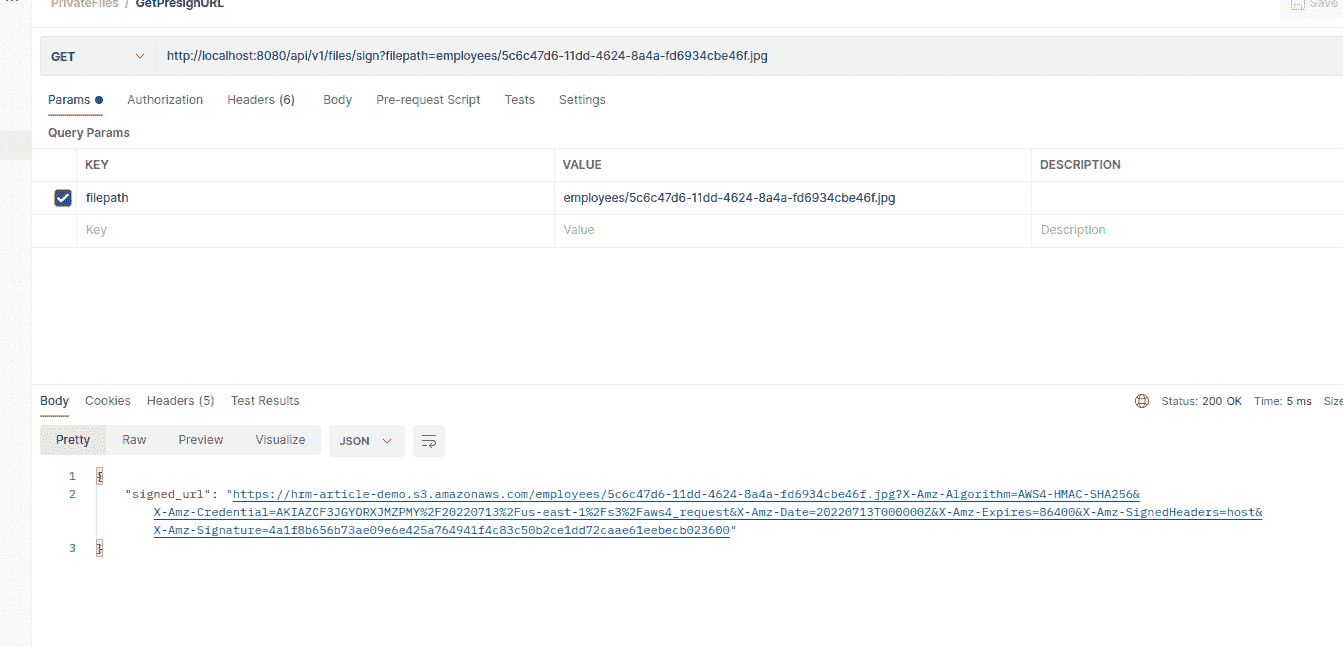 PrivateFiles / GetPresignURL
Save
GET http://localhost:8080/api/v1/files/sign?filepath=employees/5c6c47d6-11dd-4624-8a4a-fd6934cbe46f.jpg
Params Authorization Headers (6) Body Pre-request Script Tests Settings
Query Params
KEY VALUE DESCRIPTION
filepath employees/5c6c47d6-11dd-4624-8a4a-fd6934cbe46f.jpg
Key Value Description
Body Cookies Headers (5) Test Results Status: 200 OK Time: 5 ms Size
Pretty Raw Preview Visualize JSON
1 {
2 "signed_url": "https://hrm-article-demo.s3.amazonaws.com/employees/5c6c47d6-11dd-4624-8a4a-fd6934cbe46f.jpg?X-Amz-Algorithm=AWS4-HMAC-SHA256&
X-Amz-Credential=AKIAZCF3JGYORXJMZPMY%2F20220713%2Fus-east-1%2Fs3%2Faws4_request&X-Amz-Date=20220713T000000Z&X-Amz-Expires=86400&X-Amz-SignedHeaders=host&
X-Amz-Signature=4a1f8b656b73ae09e6e425a764941f4c83c50b2ce1dd72caae61eebecb023600"
3 }